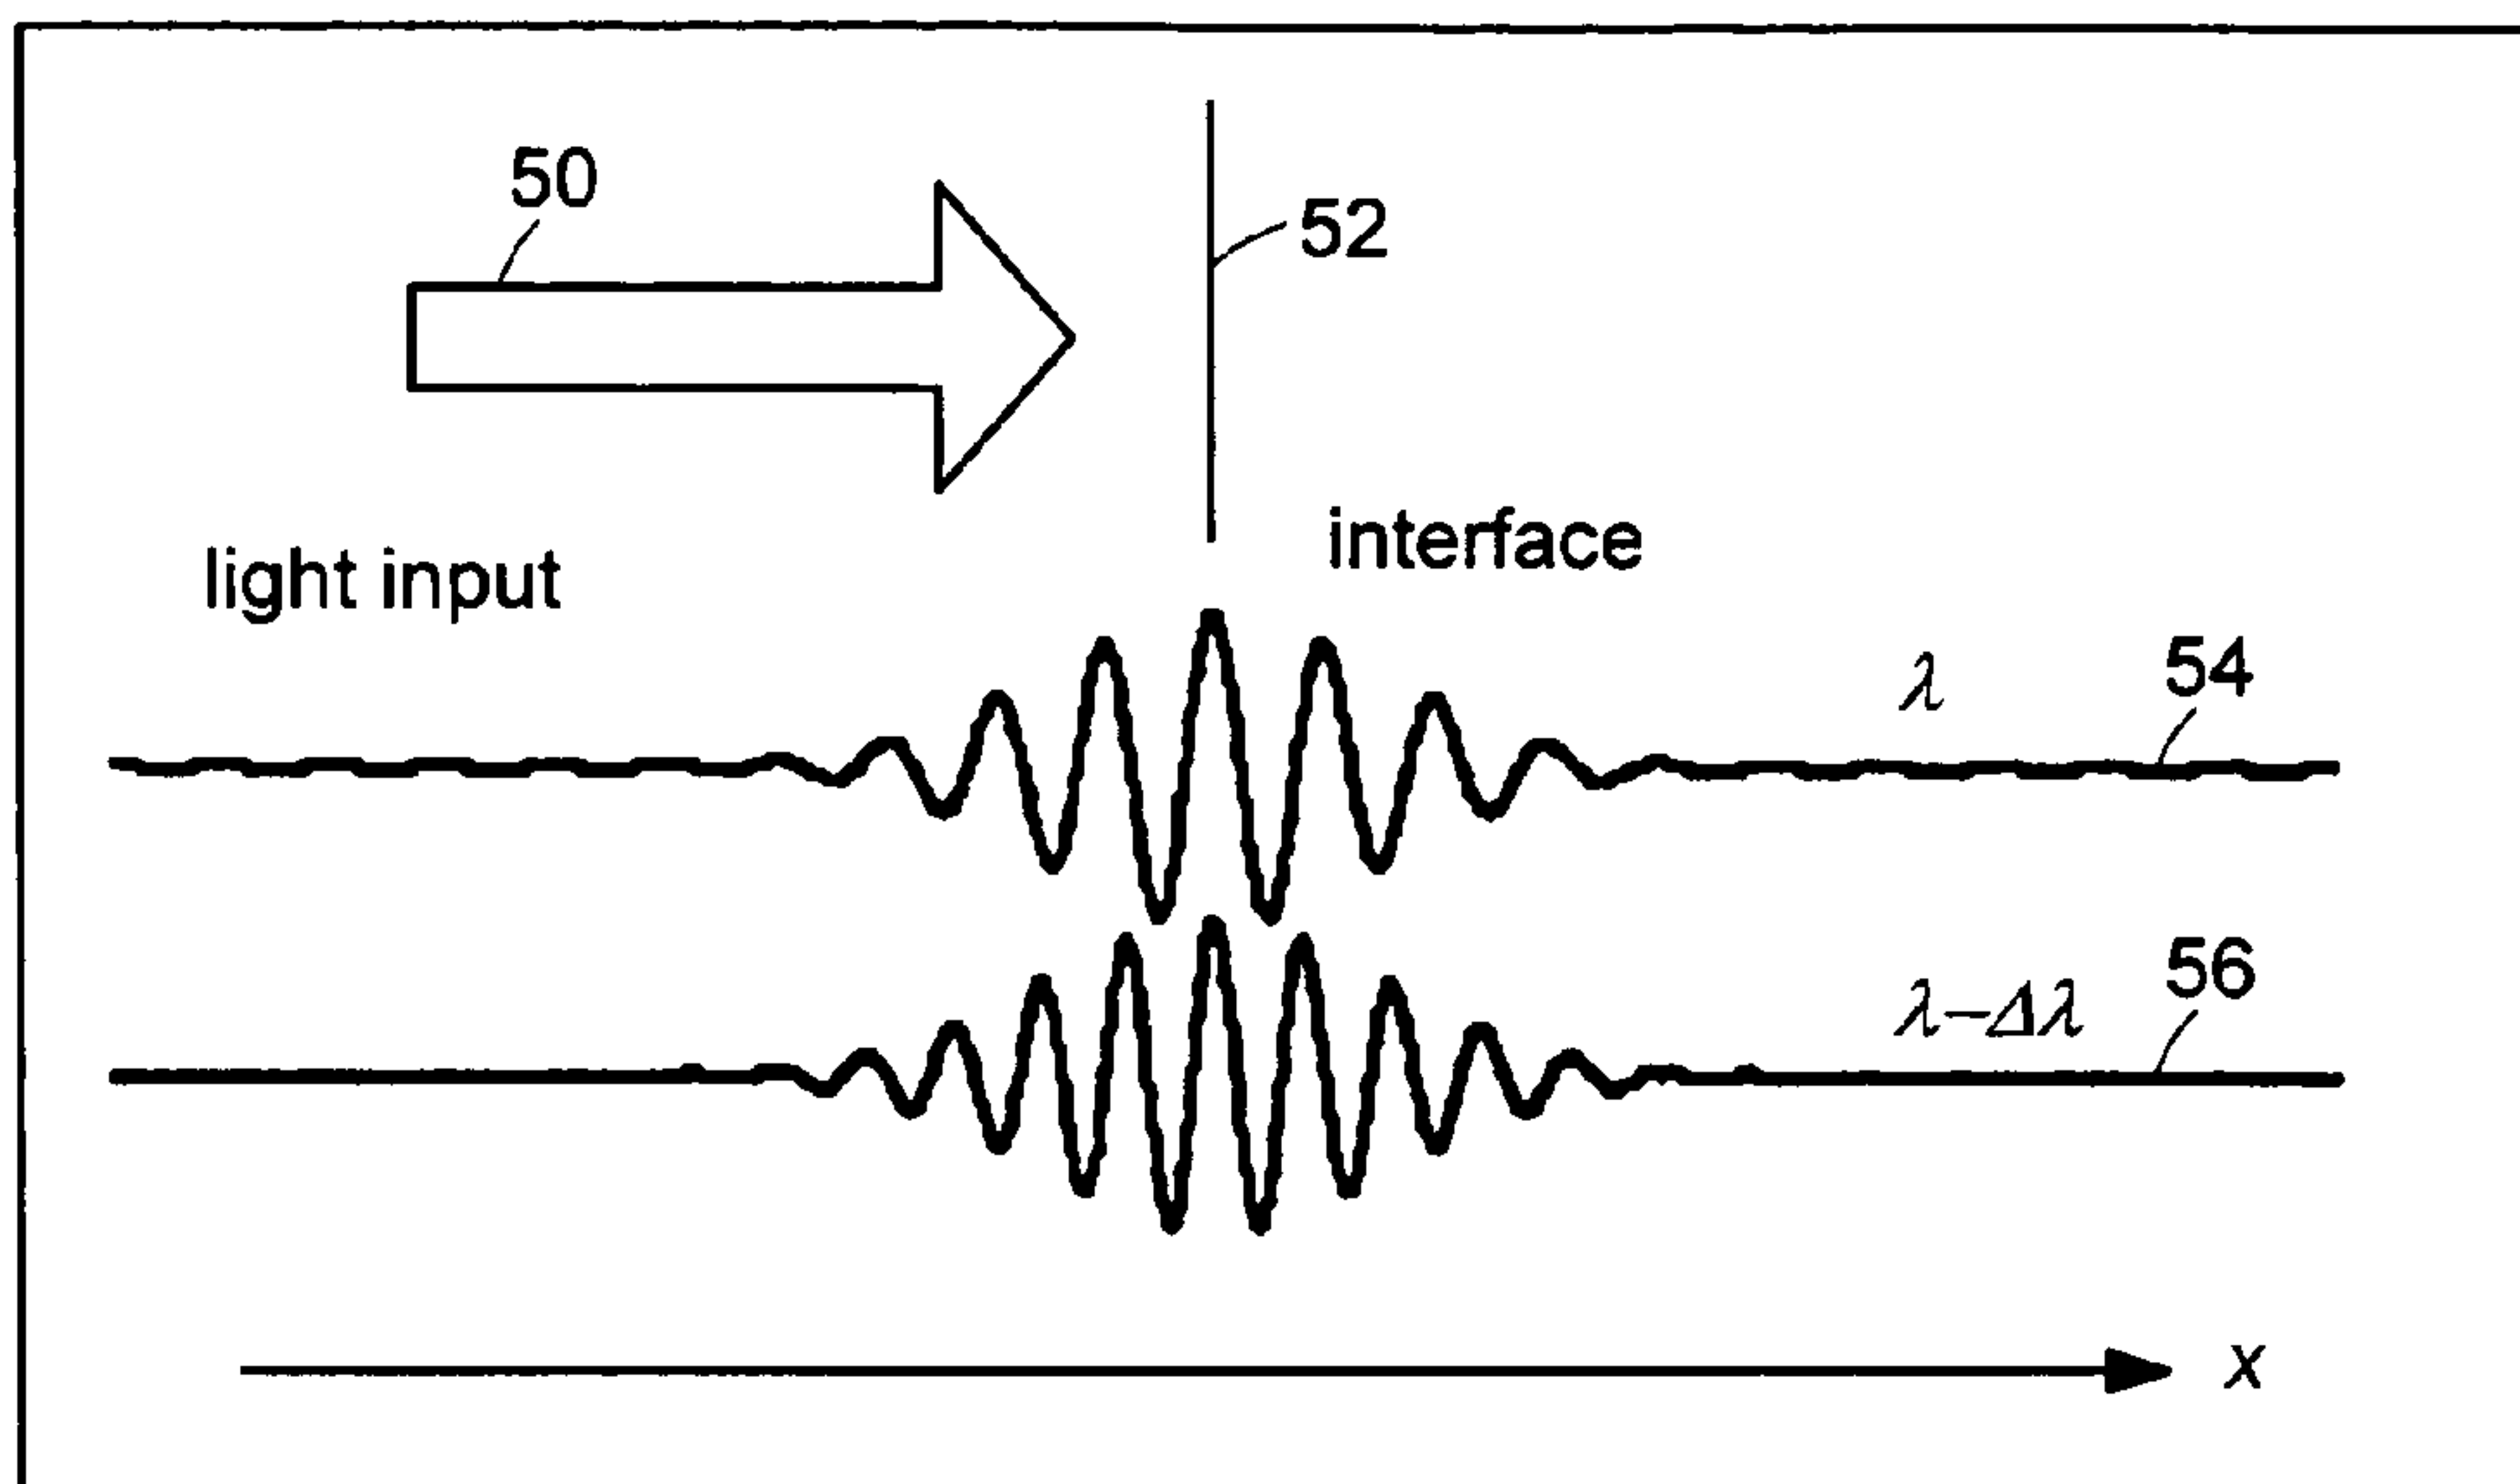 50
52
interface
light input
λ
54
λ–Δλ
56
x